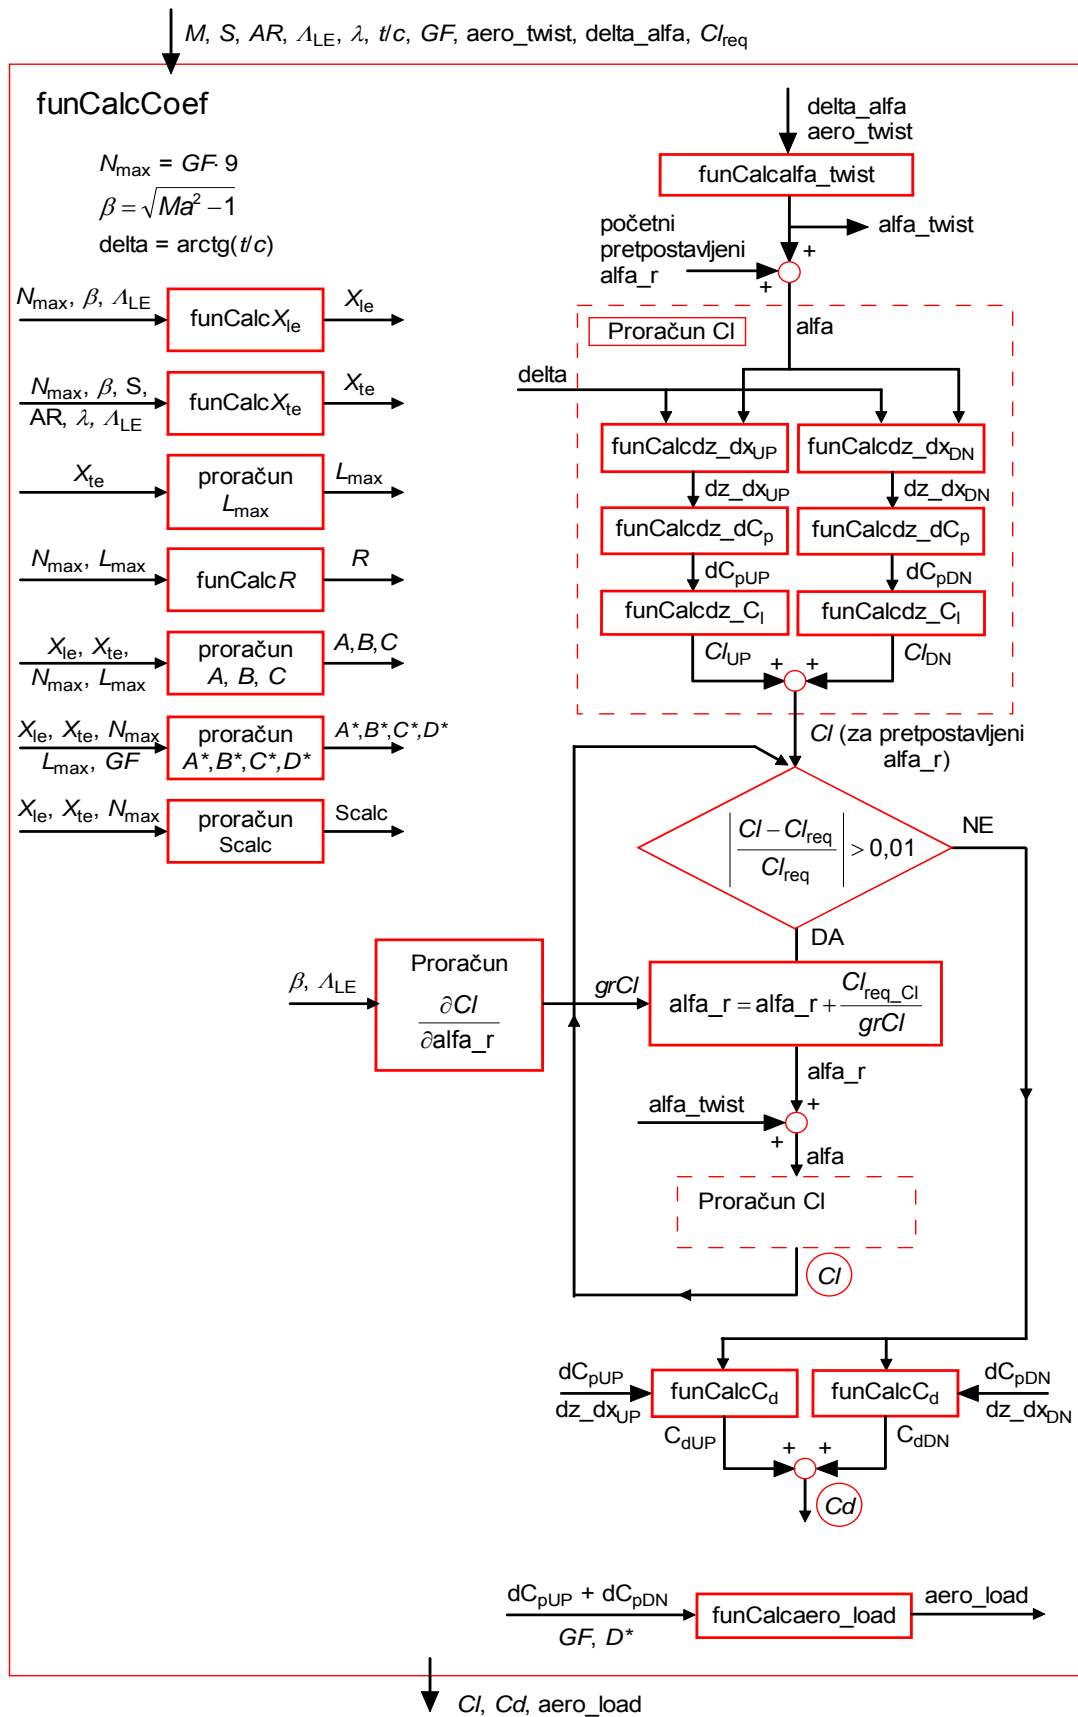 M, S, AR, Λ_LE, λ, t/c, GF, aero_twist, delta_alfa, Cl_req
funCalcCoef
N_max = GF· 9
β = √(Ma² − 1)
delta = arctg(t/c)
N_max, β, Λ_LE
funCalcX_le
X_le
N_max, β, S,
AR, λ, Λ_LE
funCalcX_te
X_te
X_te
proračun
L_max
L_max
N_max, L_max
funCalcR
R
X_le, X_te,
N_max, L_max
proračun
A, B, C
A,B,C
X_le, X_te, N_max
L_max, GF
proračun
A*,B*,C*,D*
A*,B*,C*,D*
X_le, X_te, N_max
proračun
Scalc
Scalc
delta_alfa
aero_twist
funCalcalfa_twist
alfa_twist
početni
pretpostavljeni
alfa_r
+
+
alfa
Proračun Cl
delta
funCalcdz_dx_UP
funCalcdz_dx_DN
dz_dx_UP
dz_dx_DN
funCalcdz_dC_p
funCalcdz_dC_p
dC_pUP
dC_pDN
funCalcdz_C_l
funCalcdz_C_l
Cl_UP
Cl_DN
+
+
Cl (za pretpostavljeni
alfa_r)
|(Cl − Cl_req)/Cl_req| > 0,01
NE
DA
β, Λ_LE
Proračun
∂Cl/∂alfa_r
grCl
alfa_r = alfa_r + Cl_req_Cl/grCl
alfa_r
alfa_twist
+
+
alfa
Proračun Cl
Cl
dC_pUP
dz_dx_UP
funCalcC_d
funCalcC_d
dC_pDN
dz_dx_DN
C_dUP
C_dDN
+
+
Cd
dC_pUP + dC_pDN
GF, D*
funCalcaero_load
aero_load
Cl, Cd, aero_load